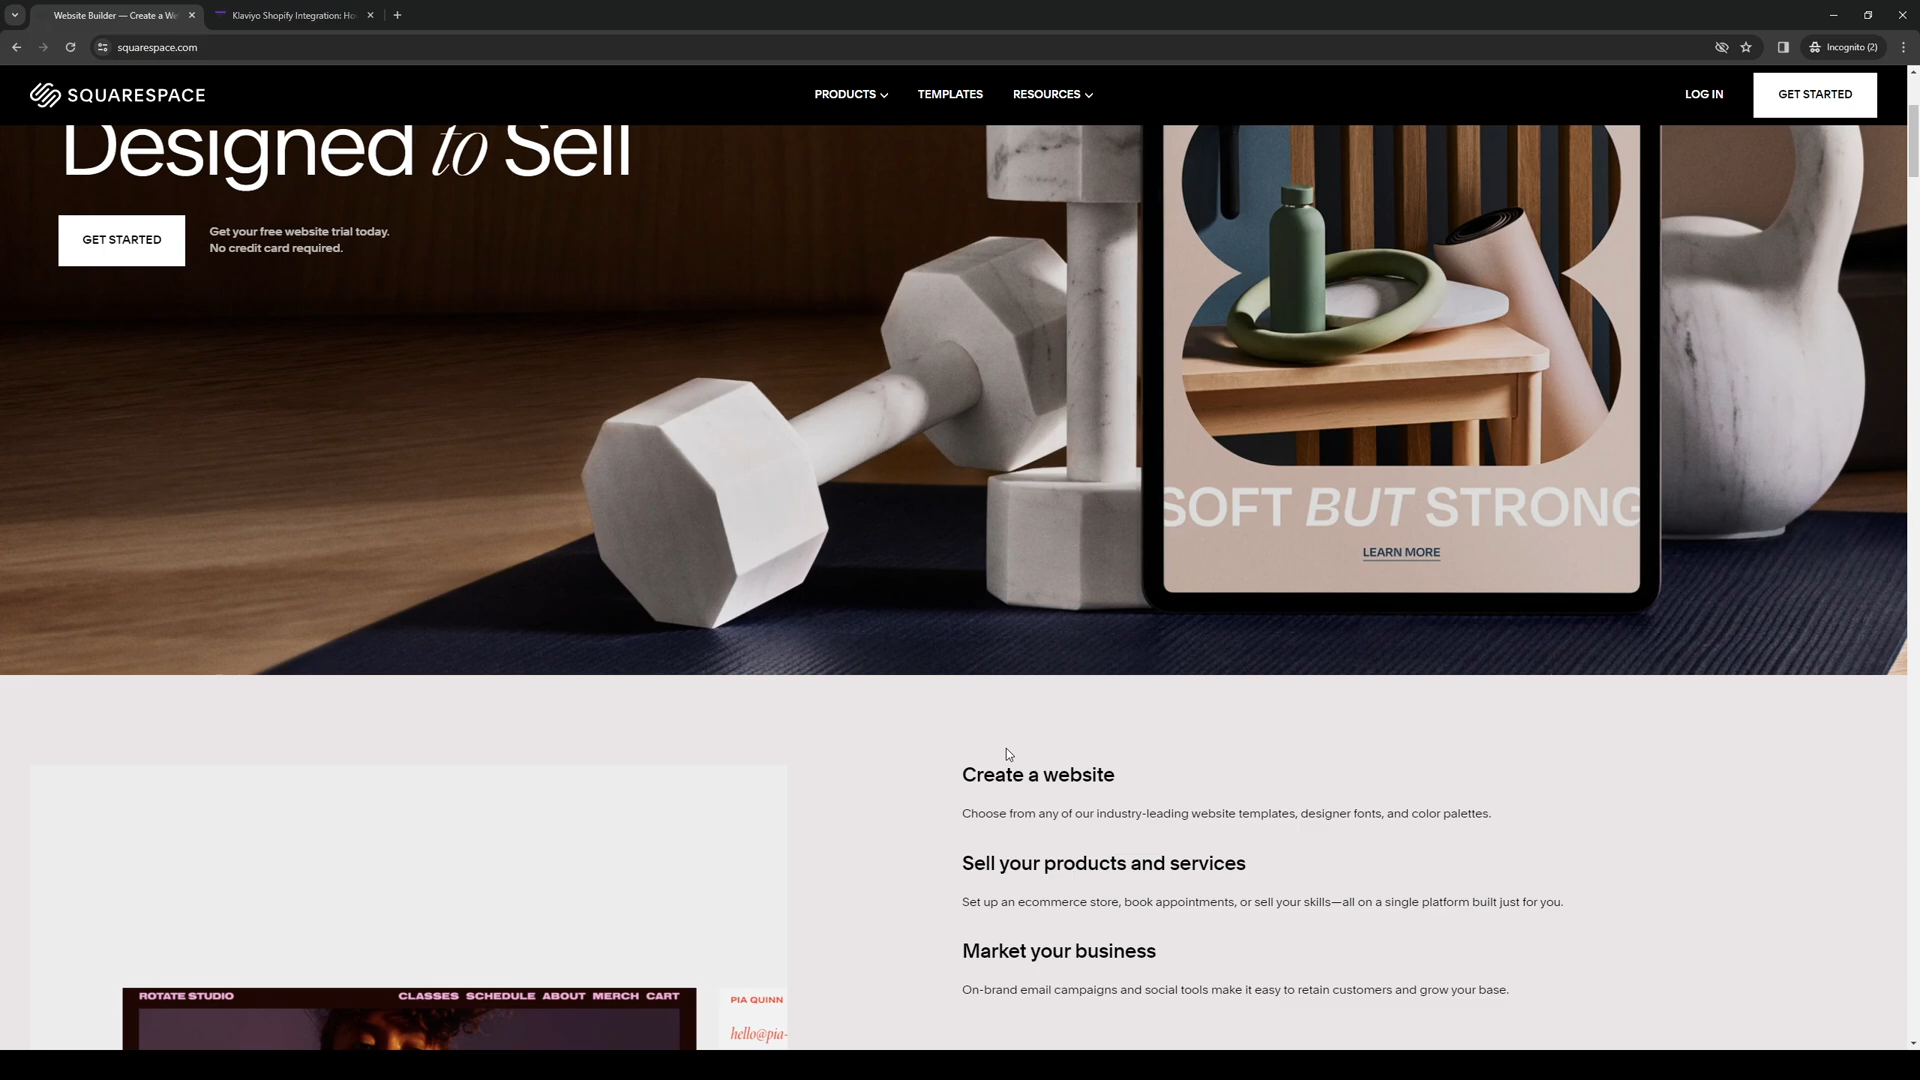 Website Builder — Create a We
Klaviyo Shopify Integration: Ho
squarespace.com
Incognito (2)
SQUARESPACE
PRODUCTS
TEMPLATES
RESOURCES
LOG IN
GET STARTED
Designed to Sell
GET STARTED
Get your free website trial today.
No credit card required.
SOFT BUT STRONG
LEARN MORE
Create a website
Choose from any of our industry-leading website templates, designer fonts, and color palettes.
Sell your products and services
Set up an ecommerce store, book appointments, or sell your skills—all on a single platform built just for you.
Market your business
On-brand email campaigns and social tools make it easy to retain customers and grow your base.
ROTATE STUDIO
CLASSES SCHEDULE ABOUT MERCH CART
PIA QUINN
hello@pia-